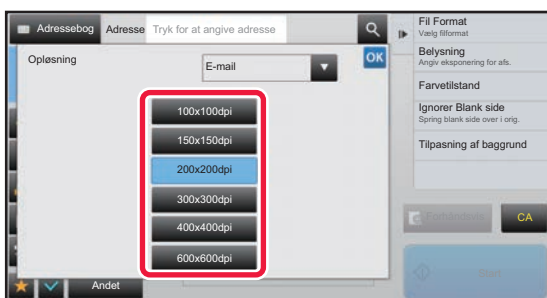 Adressebog
Adresse
Tryk for at angive adresse
Opløsning
E-mail
OK
100x100dpi
150x150dpi
200x200dpi
300x300dpi
400x400dpi
600x600dpi
Andet
Fil Format
Vælg filformat
Belysning
Angiv eksponering for afs.
Farvetilstand
Ignorer Blank side
Spring blank side over i orig.
Tilpasning af baggrund
CA
Start